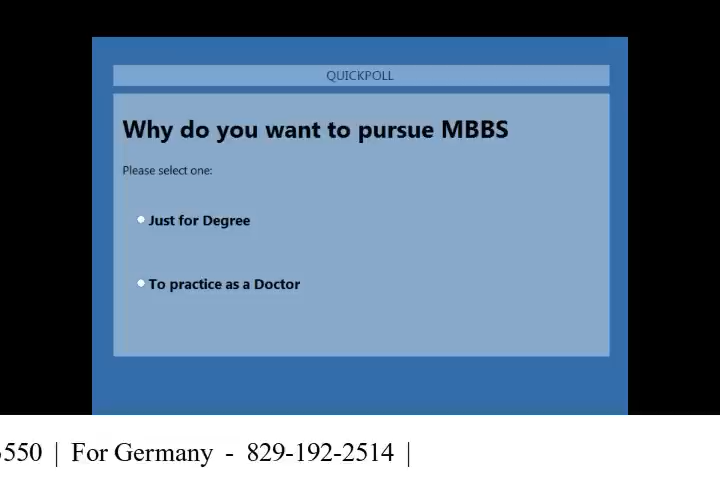 QUICKPOLL
Why do you want to pursue MBBS
Please select one:
Just for Degree
To practice as a Doctor
550 | For Germany - 829-192-2514 |